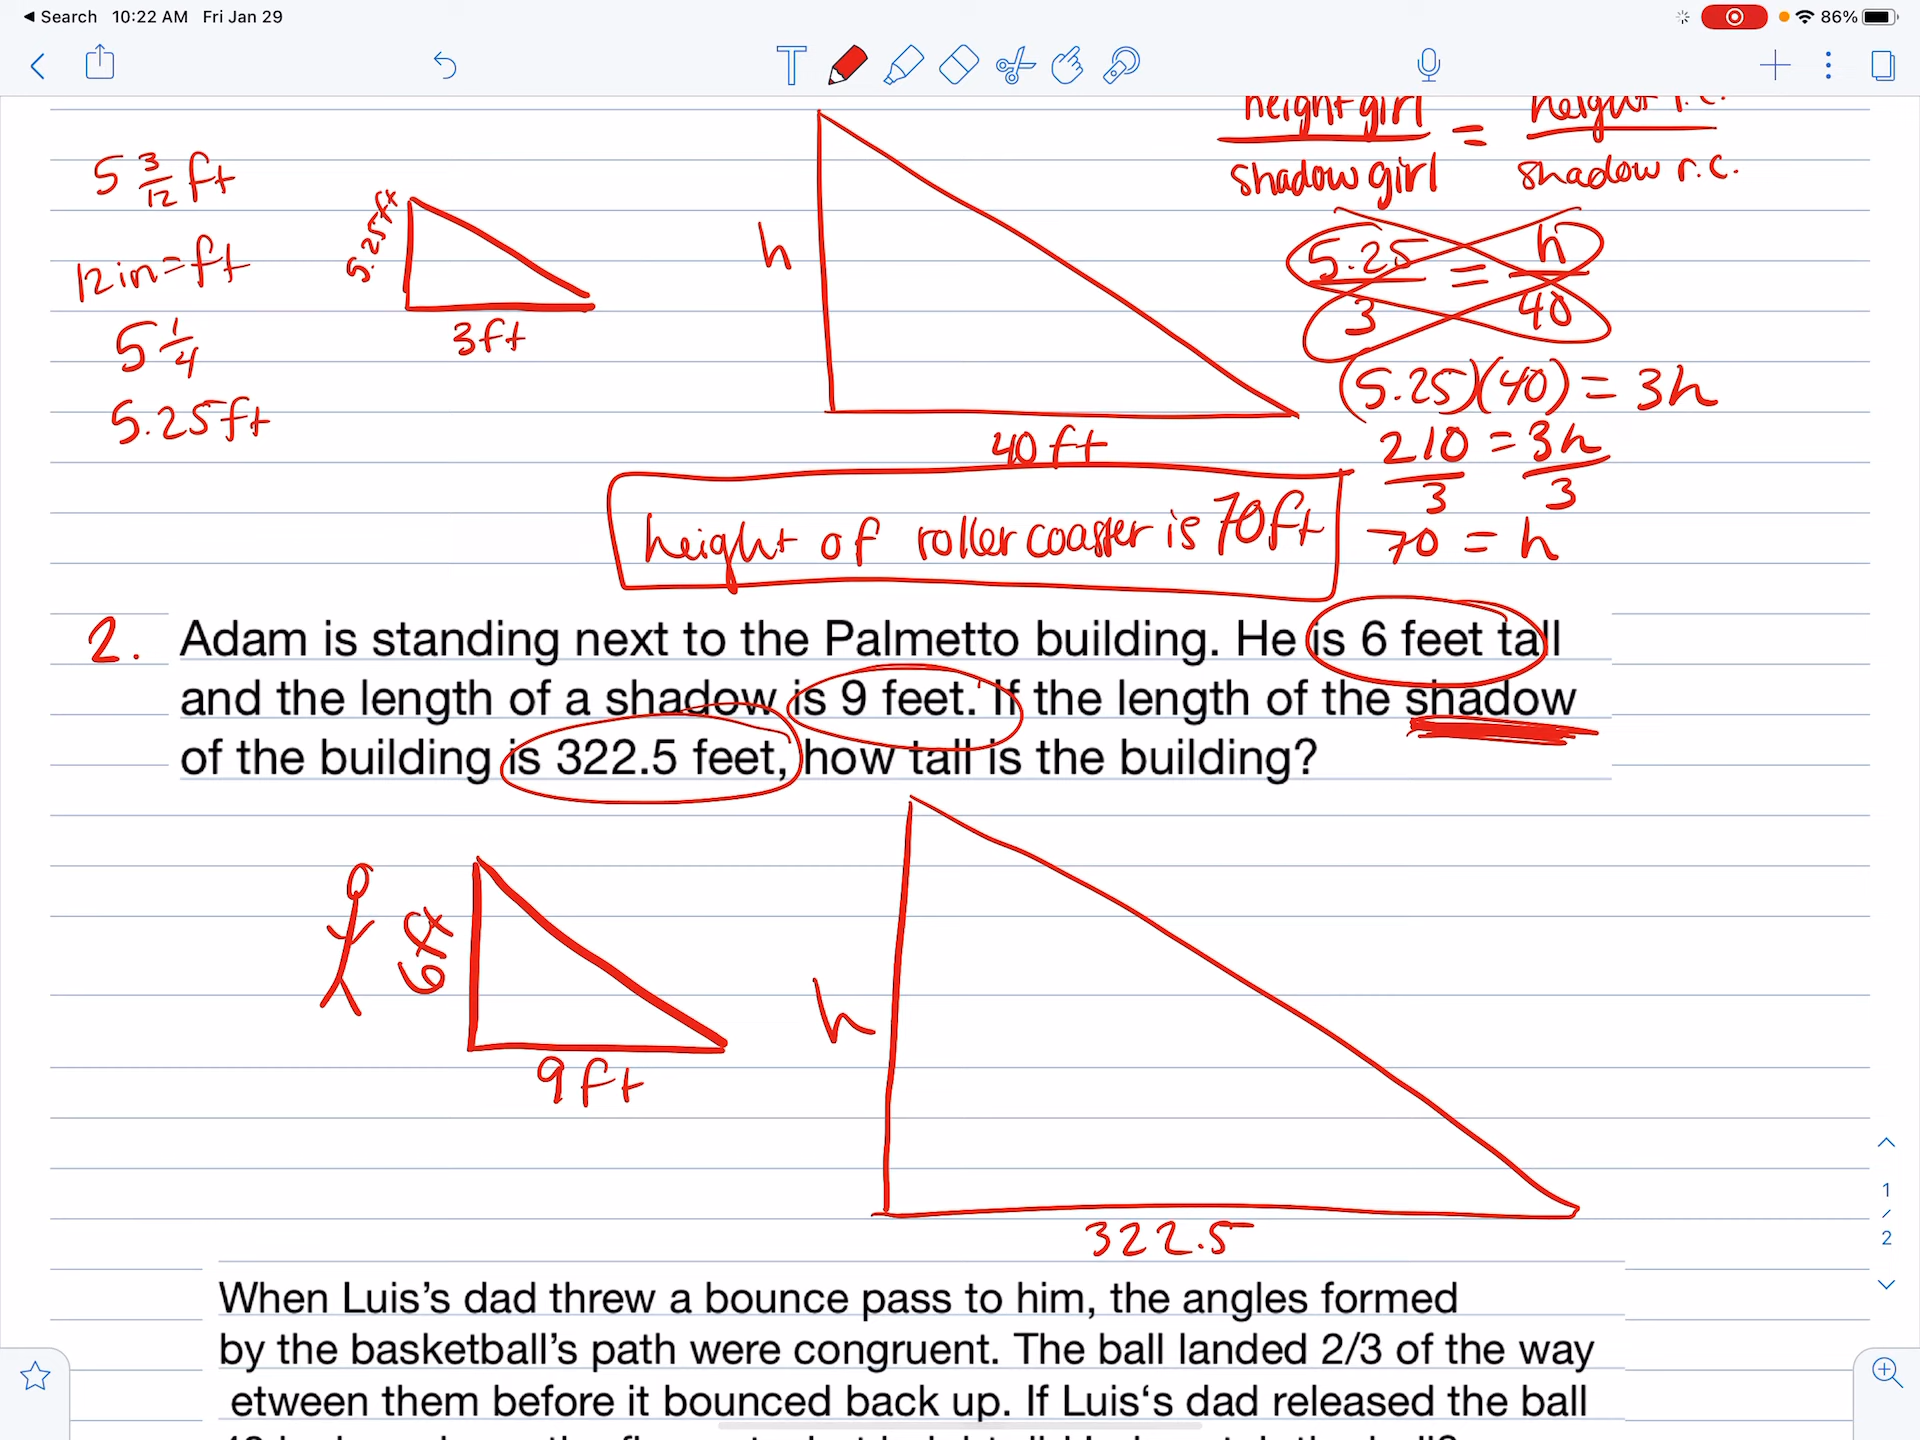 Search 10:22 AM Fri Jan 29
86%
height girl
=
shadow girl
shadow r.c.
5 3/12 ft
12in=ft
5 1/4
5.25ft
5.25ft
3ft
h
40ft
5.25/3 = h/40
(5.25)(40) = 3h
210/3 = 3h/3
70 = h
height of roller coaster is 70ft
2. Adam is standing next to the Palmetto building. He is 6 feet tall
and the length of a shadow is 9 feet. If the length of the shadow
of the building is 322.5 feet, how tall is the building?
6ft
9ft
h
322.5
1
/
2
When Luis’s dad threw a bounce pass to him, the angles formed
by the basketball’s path were congruent. The ball landed 2/3 of the way
etween them before it bounced back up. If Luis‘s dad released the ball